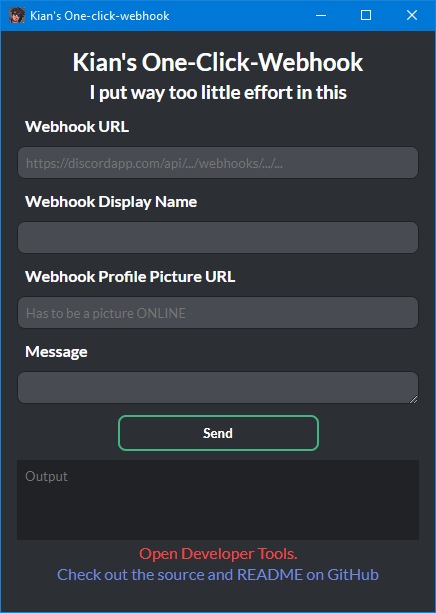 Kian's One-click-webhook
Kian's One-Click-Webhook
I put way too little effort in this
Webhook URL
https://discordapp.com/api/.../webhooks/.../...
Webhook Display Name
Webhook Profile Picture URL
Has to be a picture ONLINE
Message
Send
Output
Open Developer Tools.
Check out the source and README on GitHub